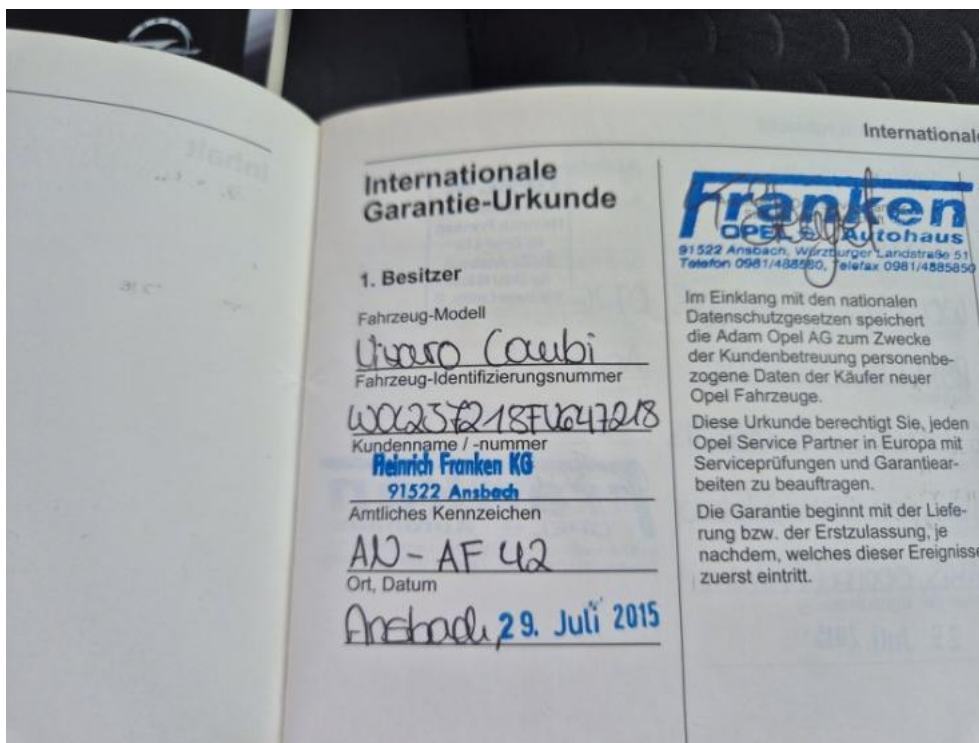 Internationale
Internationale
Garantie-Urkunde
1. Besitzer
Fahrzeug-Modell
Vivaro Combi
Fahrzeug-Identifizierungsnummer
Kundenname / -nummer
Heinrich Franken KG
91522 Ansbach
Amtliches Kennzeichen
AN - AF 42
Ort, Datum
Ansbach, 29. Juli 2015
Franken
OPEL Autohaus
91522 Ansbach, Würzburger Landstraße 51
Telefon 0981/488580, Telefax 0981/4885850
Im Einklang mit den nationalen
Datenschutzgesetzen speichert
die Adam Opel AG zum Zwecke
der Kundenbetreuung personenbe-
zogene Daten der Käufer neuer
Opel Fahrzeuge.
Diese Urkunde berechtigt Sie, jeden
Opel Service Partner in Europa mit
Serviceprüfungen und Garantiear-
beiten zu beauftragen.
Die Garantie beginnt mit der Liefe-
rung bzw. der Erstzulassung, je
nachdem, welches dieser Ereignisse
zuerst eintritt.